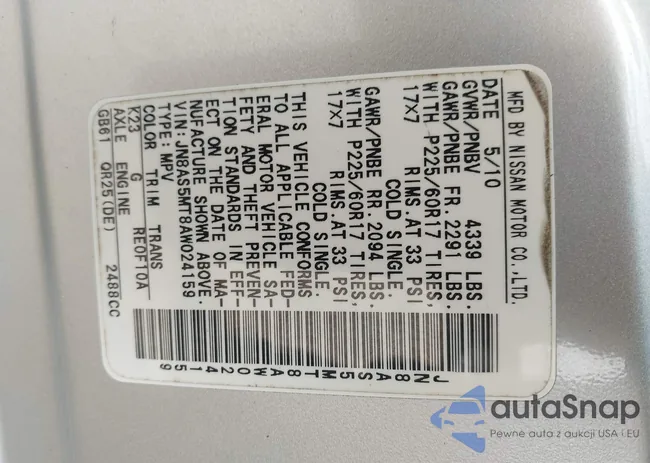 MFD BY NISSAN MOTOR CO.,LTD.
DATE 5/10
GVWR/PNBV 4339 LBS.
GAWR/PNBE FR. 2291 LBS.
WITH P225/60R17 TIRES,
17X7 RIMS.AT 33 PSI
COLD SINGLE.
GAWR/PNBE RR. 2094 LBS.
WITH P225/60R17 TIRES,
17X7 RIMS.AT 33 PSI
COLD SINGLE.
THIS VEHICLE CONFORMS
TO ALL APPLICABLE FED-
ERAL MOTOR VEHICLE SA-
FETY AND THEFT PREVEN-
TION STANDARDS IN EFF-
ECT ON THE DATE OF MA-
NUFACTURE SHOWN ABOVE.
VIN:JN8AS5MT8AW024159
TYPE:MPV
COLOR TRIM TRANS
K23 G RE0F10A
AXLE ENGINE
GB61 QR25(DE) 2488CC
JN8AS5MT8AW024159
autaSnap
Pewne auta z aukcji USA i EU